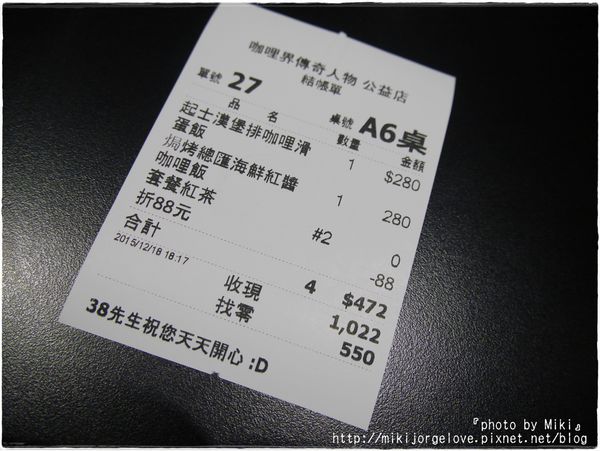 咖哩界傳奇人物 公益店
結帳單
單號 27 桌號 A6桌
品 名 數量 金額
起士漢堡排咖哩滑 1 $280
蛋飯
焗烤總匯海鮮紅醬 1 280
咖哩飯
套餐紅茶 #2 0
折88元 -88
合計 4 $472
2015/12/18 18:17
收現 1,022
找零 550
38先生祝您天天開心 :D
『photo by Miki』
http://mikijorgelove.pixnet.net/blog